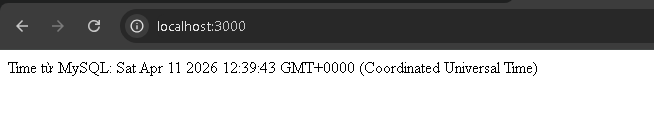 localhost:3000
Time từ MySQL: Sat Apr 11 2026 12:39:43 GMT+0000 (Coordinated Universal Time)